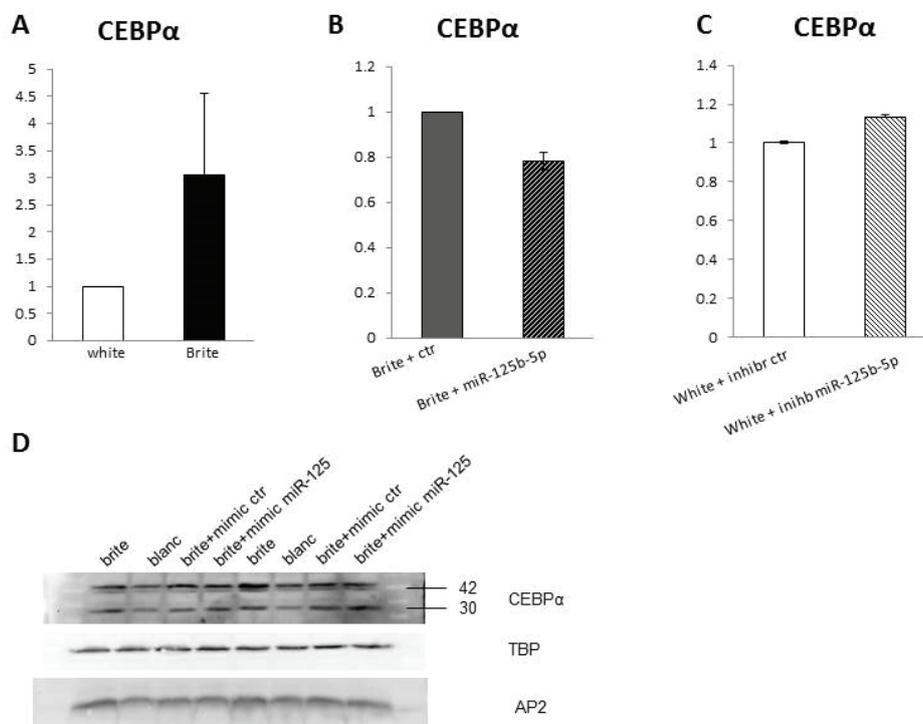 A
CEBPα
5
4.5
4
3.5
3
2.5
2
1.5
1
0.5
0
white
Brite
B
CEBPα
1.2
1
0.8
0.6
0.4
0.2
0
Brite + ctr
Brite + miR-125b-5p
C
CEBPα
1.4
1.2
1
0.8
0.6
0.4
0.2
0
White + inhibr ctr
White + inihb miR-125b-5p
D
brite
blanc
brite+mimic ctr
brite+mimic miR-125
brite
blanc
brite+mimic ctr
brite+mimic miR-125
42
30
CEBPα
TBP
AP2